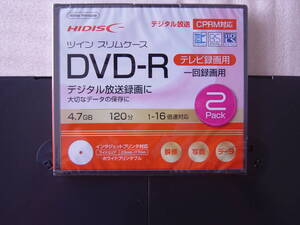 HIDISC
デジタル放送 CPRM対応
ツイン スリムケース
DVD-R
テレビ録画用
一回録画用
デジタル放送録画に
大切なデータの保存に
2
Pack
4.7GB 120分 1-16倍速対応
インクジェットプリンタ対応
ホワイトプリンタブル
映像 写真 データ